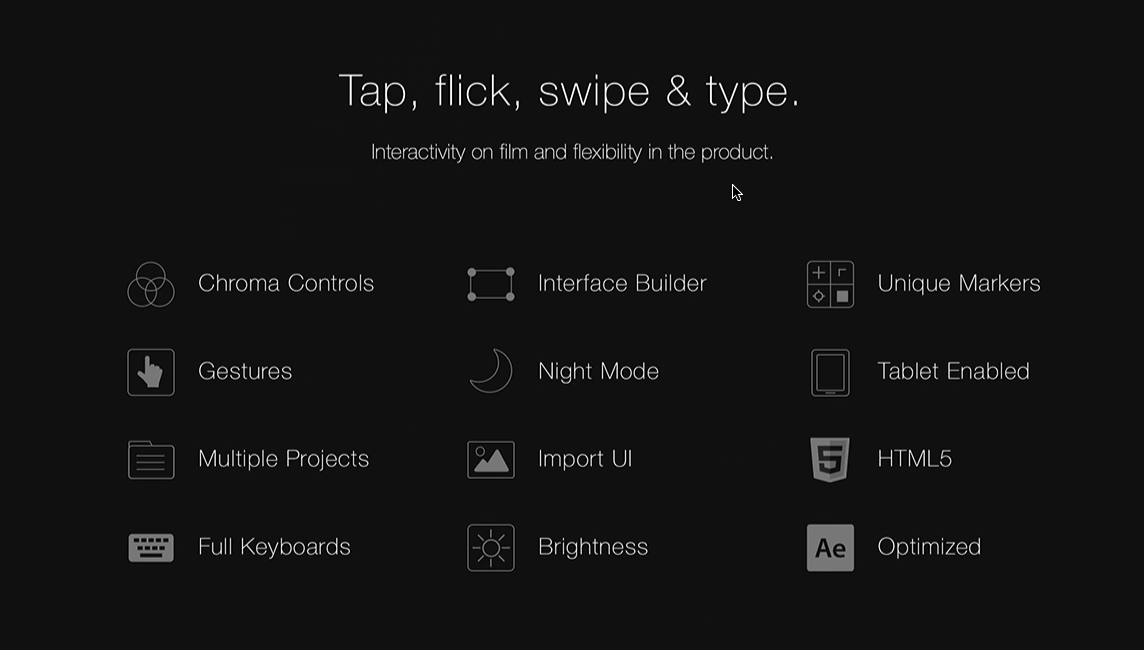 Tap, flick, swipe & type.
Interactivity on film and flexibility in the product.
Chroma Controls
Interface Builder
Unique Markers
Gestures
Night Mode
Tablet Enabled
Multiple Projects
Import UI
5
HTML5
Full Keyboards
Brightness
Ae
Optimized